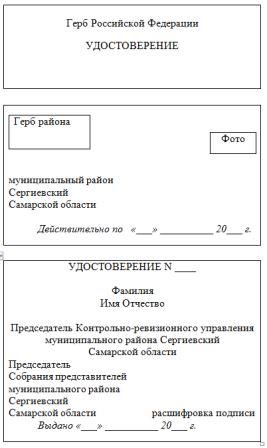 Герб Российской Федерации
УДОСТОВЕРЕНИЕ
Герб района
Фото
муниципальный район
Сергиевский
Самарской области
Действительно по «___» ___________ 20___ г.
УДОСТОВЕРЕНИЕ N ____
Фамилия
Имя Отчество
Председатель Контрольно-ревизионного управления
муниципального района Сергиевский
Самарской области
Председатель
Собрания представителей
муниципального района
Сергиевский
Самарской области расшифровка подписи
Выдано «___» ___________ 20___ г.